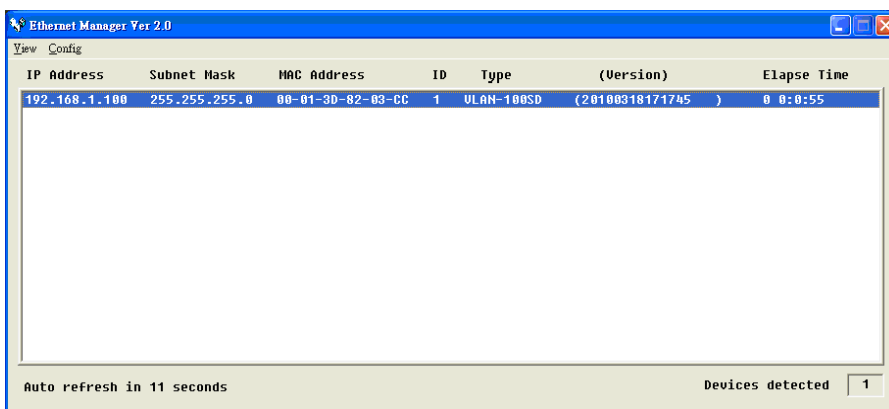 Ethernet Manager Ver 2.0
View Config
IP Address Subnet Mask MAC Address ID Type (Version) Elapse Time
192.168.1.100 255.255.255.0 00-01-3D-82-03-CC 1 VLAN-100SD (20100318171745 ) 0 0:0:55
Auto refresh in 11 seconds Devices detected 1